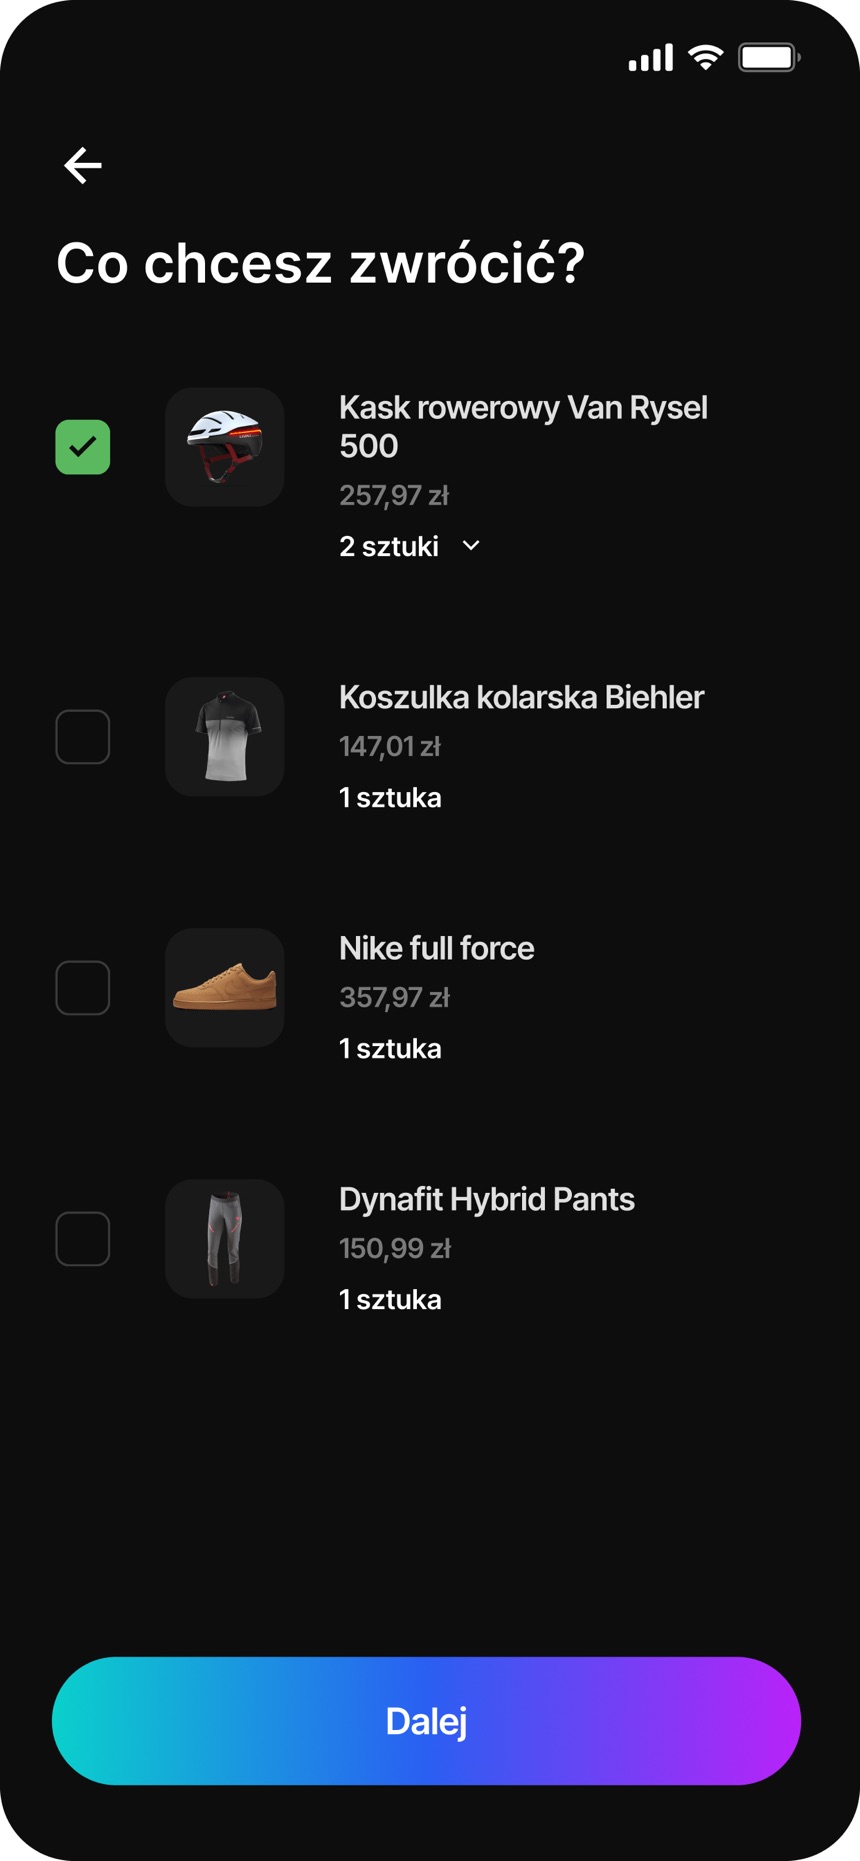 Co chcesz zwrócić?
Kask rowerowy Van Rysel
500
257,97 zł
2 sztuki
Koszulka kolarska Biehler
147,01 zł
1 sztuka
Nike full force
357,97 zł
1 sztuka
Dynafit Hybrid Pants
150,99 zł
1 sztuka
Dalej